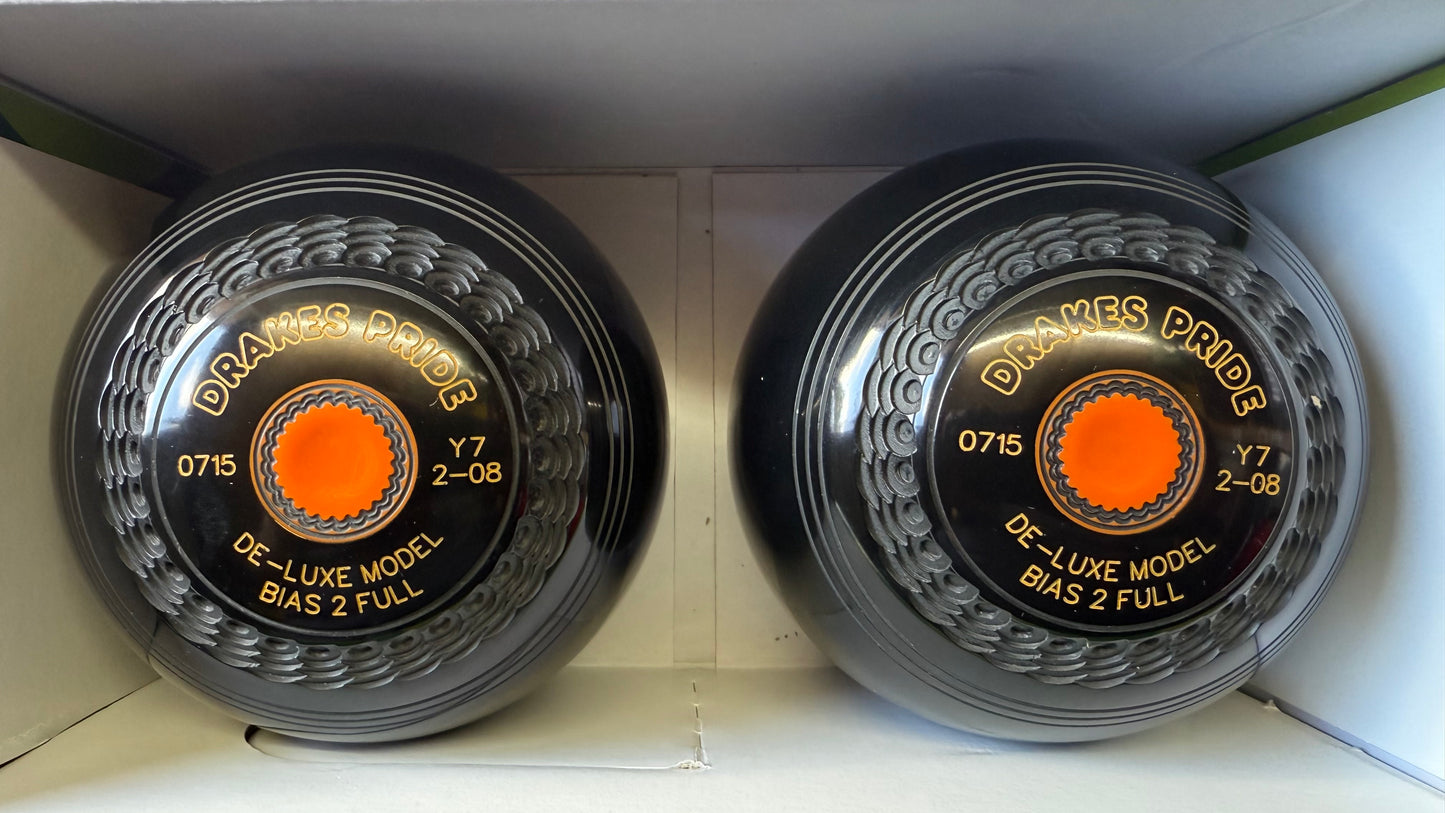 DRAKES PRIDE
0715
Y7
2-08
DE-LUXE MODEL
BIAS 2 FULL
DRAKES PRIDE
0715
Y7
2-08
DE-LUXE MODEL
BIAS 2 FULL